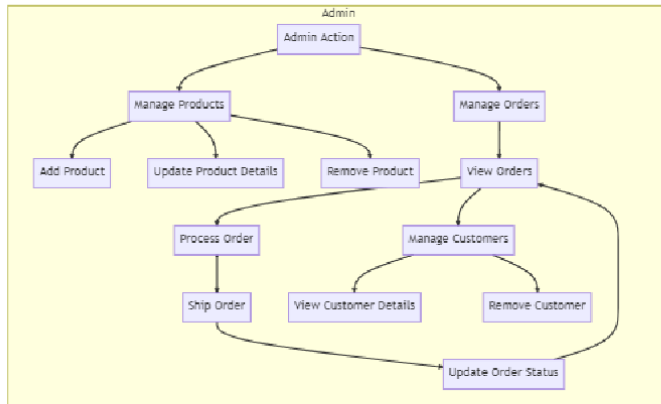 Admin
Admin Action
Manage Products
Manage Orders
Add Product
Update Product Details
Remove Product
View Orders
Process Order
Manage Customers
Ship Order
View Customer Details
Remove Customer
Update Order Status